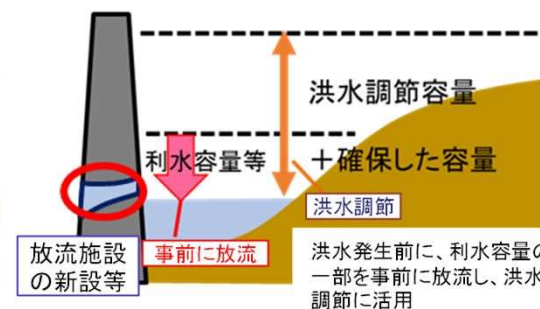 洪水調節容量
利水容量等
＋確保した容量
洪水調節
放流施設
の新設等
事前に放流
洪水発生前に、利水容量の
一部を事前に放流し、洪水
調節に活用